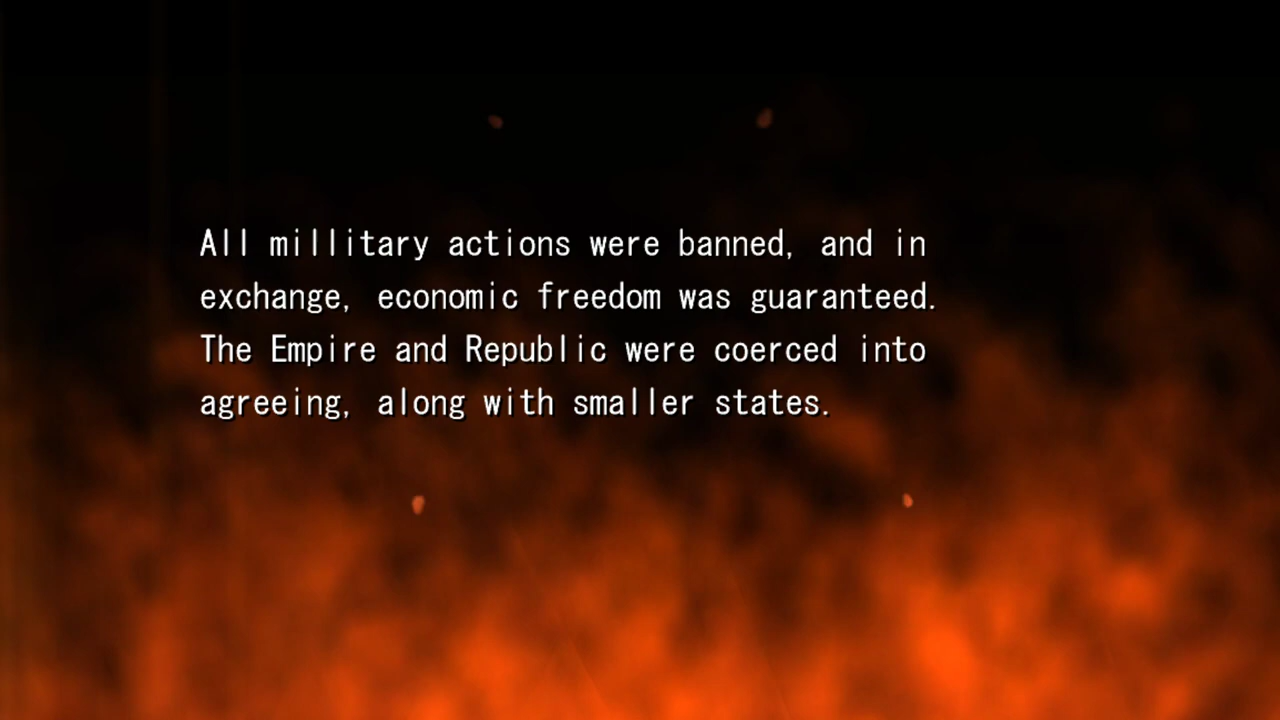 All millitary actions were banned, and in
exchange, economic freedom was guaranteed.
The Empire and Republic were coerced into
agreeing, along with smaller states.